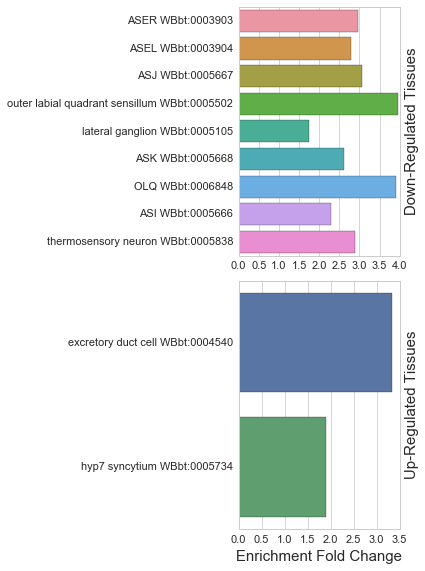 ASER WBbt:0003903
ASEL WBbt:0003904
ASJ WBbt:0005667
outer labial quadrant sensillum WBbt:0005502
lateral ganglion WBbt:0005105
ASK WBbt:0005668
OLQ WBbt:0006848
ASI WBbt:0005666
thermosensory neuron WBbt:0005838
0.0 0.5 1.0 1.5 2.0 2.5 3.0 3.5 4.0
Down-Regulated Tissues
excretory duct cell WBbt:0004540
hyp7 syncytium WBbt:0005734
0.0 0.5 1.0 1.5 2.0 2.5 3.0 3.5
Enrichment Fold Change
Up-Regulated Tissues